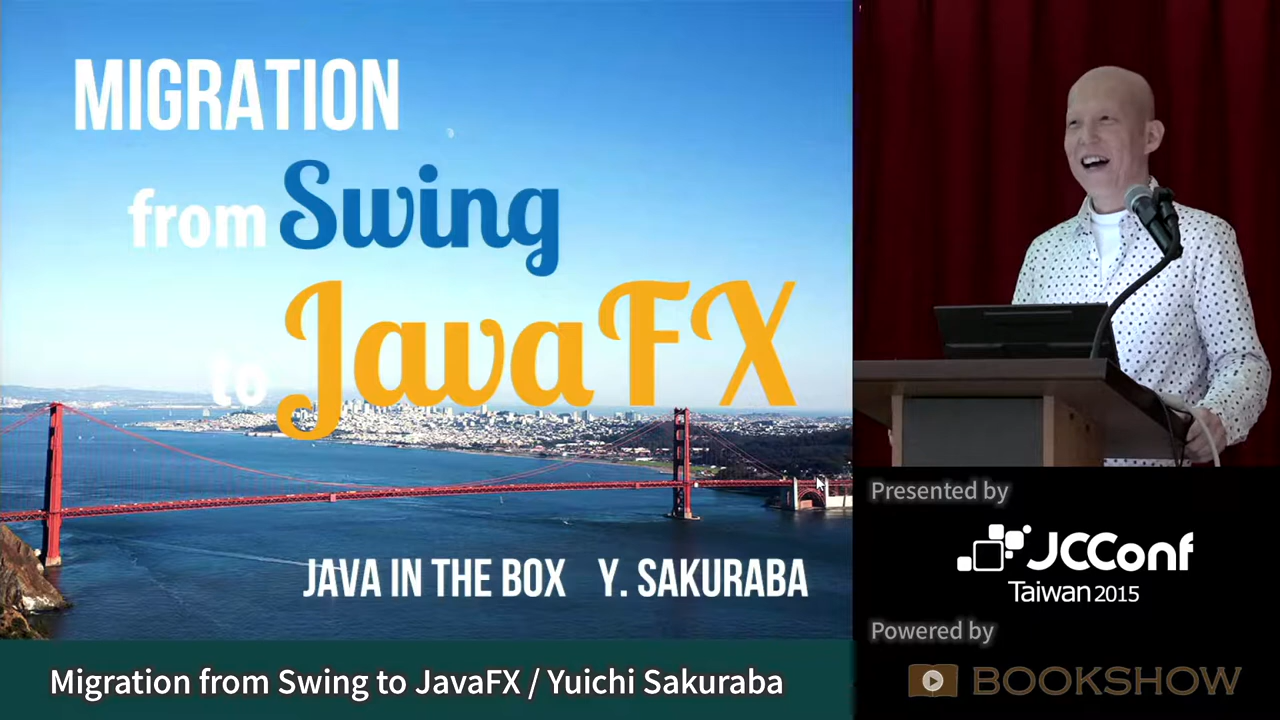 MIGRATION
from Swing
to JavaFX
JAVA IN THE BOX Y. SAKURABA
Migration from Swing to JavaFX / Yuichi Sakuraba
Presented by
JCConf
Taiwan 2015
Powered by
BOOKSHOW